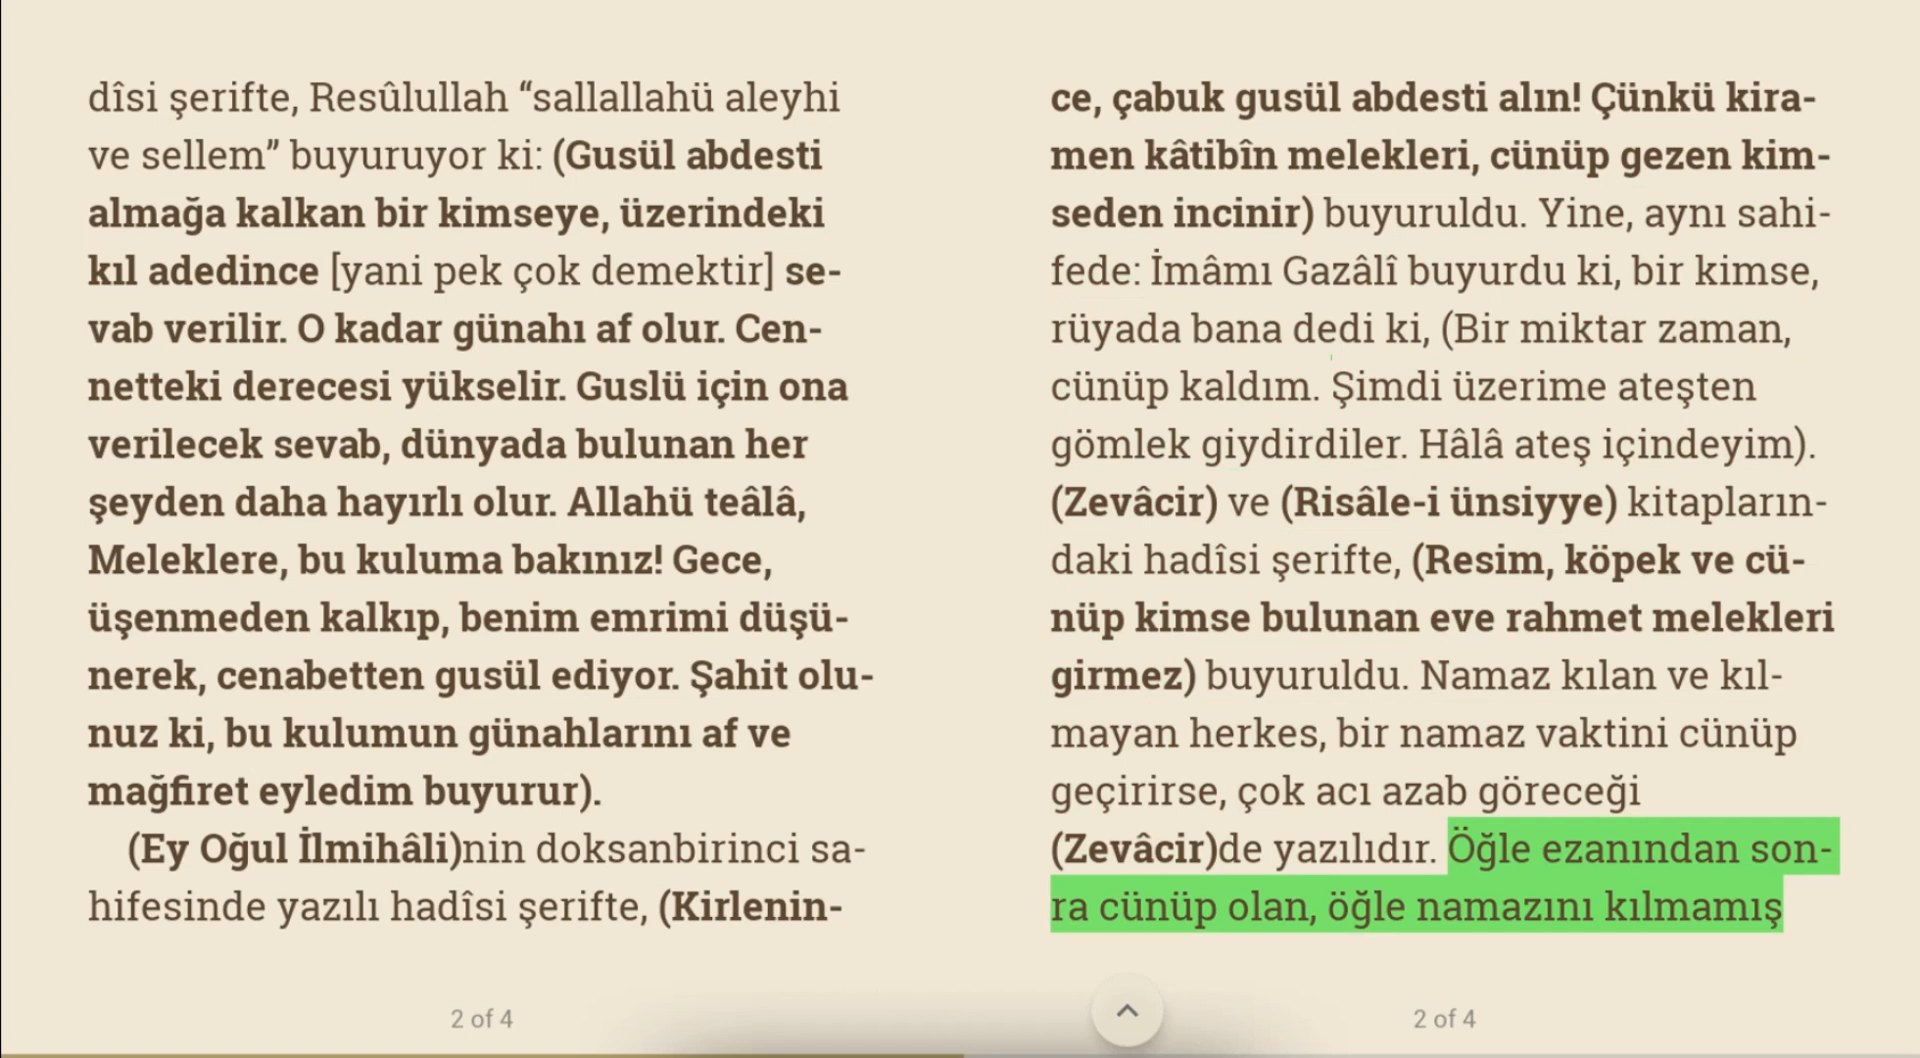 dîsi şerifte, Resûlullah “sallallahü aleyhi
ve sellem” buyuruyor ki: (Gusül abdesti
almağa kalkan bir kimseye, üzerindeki
kıl adedince [yani pek çok demektir] se-
vab verilir. O kadar günahı af olur. Cen-
netteki derecesi yükselir. Guslü için ona
verilecek sevab, dünyada bulunan her
şeyden daha hayırlı olur. Allahü teâlâ,
Meleklere, bu kuluma bakınız! Gece,
üşenmeden kalkıp, benim emrimi düşü-
nerek, cenabetten gusül ediyor. Şahit olu-
nuz ki, bu kulumun günahlarını af ve
mağfiret eyledim buyurur).
(Ey Oğul İlmihâli)nin doksanbirinci sa-
hifesinde yazılı hadîsi şerifte, (Kirlenin-
2 of 4
ce, çabuk gusül abdesti alın! Çünkü kira-
men kâtibîn melekleri, cünüp gezen kim-
seden incinir) buyuruldu. Yine, aynı sahi-
fede: İmâmı Gazâlî buyurdu ki, bir kimse,
rüyada bana dedi ki, (Bir miktar zaman,
cünüp kaldım. Şimdi üzerime ateşten
gömlek giydirdiler. Hâlâ ateş içindeyim).
(Zevâcir) ve (Risâle-i ünsiyye) kitapların-
daki hadîsi şerifte, (Resim, köpek ve cü-
nüp kimse bulunan eve rahmet melekleri
girmez) buyuruldu. Namaz kılan ve kıl-
mayan herkes, bir namaz vaktini cünüp
geçirirse, çok acı azab göreceği
(Zevâcir)de yazılıdır. Öğle ezanından son-
ra cünüp olan, öğle namazını kılmamış
2 of 4